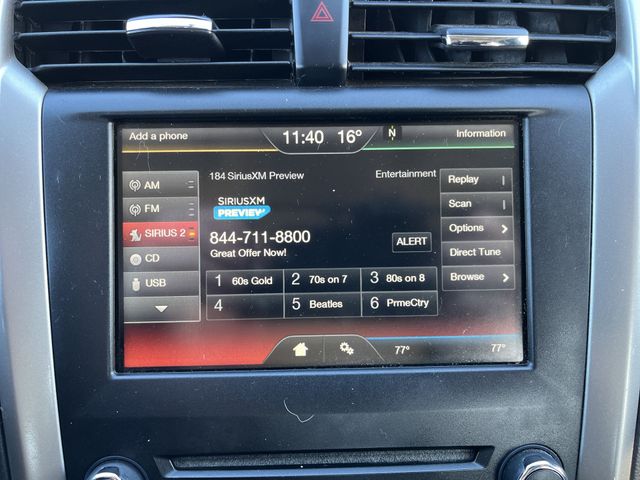 Add a phone 11:40 16° N Information
184 SiriusXM Preview Entertainment
AM
FM
SIRIUS 2
CD
USB
SIRIUSXM
PREVIEW
844-711-8800
Great Offer Now!
ALERT
1 60s Gold 2 70s on 7 3 80s on 8
4 5 Beatles 6 PrmeCtry
Replay
Scan
Options
Direct Tune
Browse
77° 77°